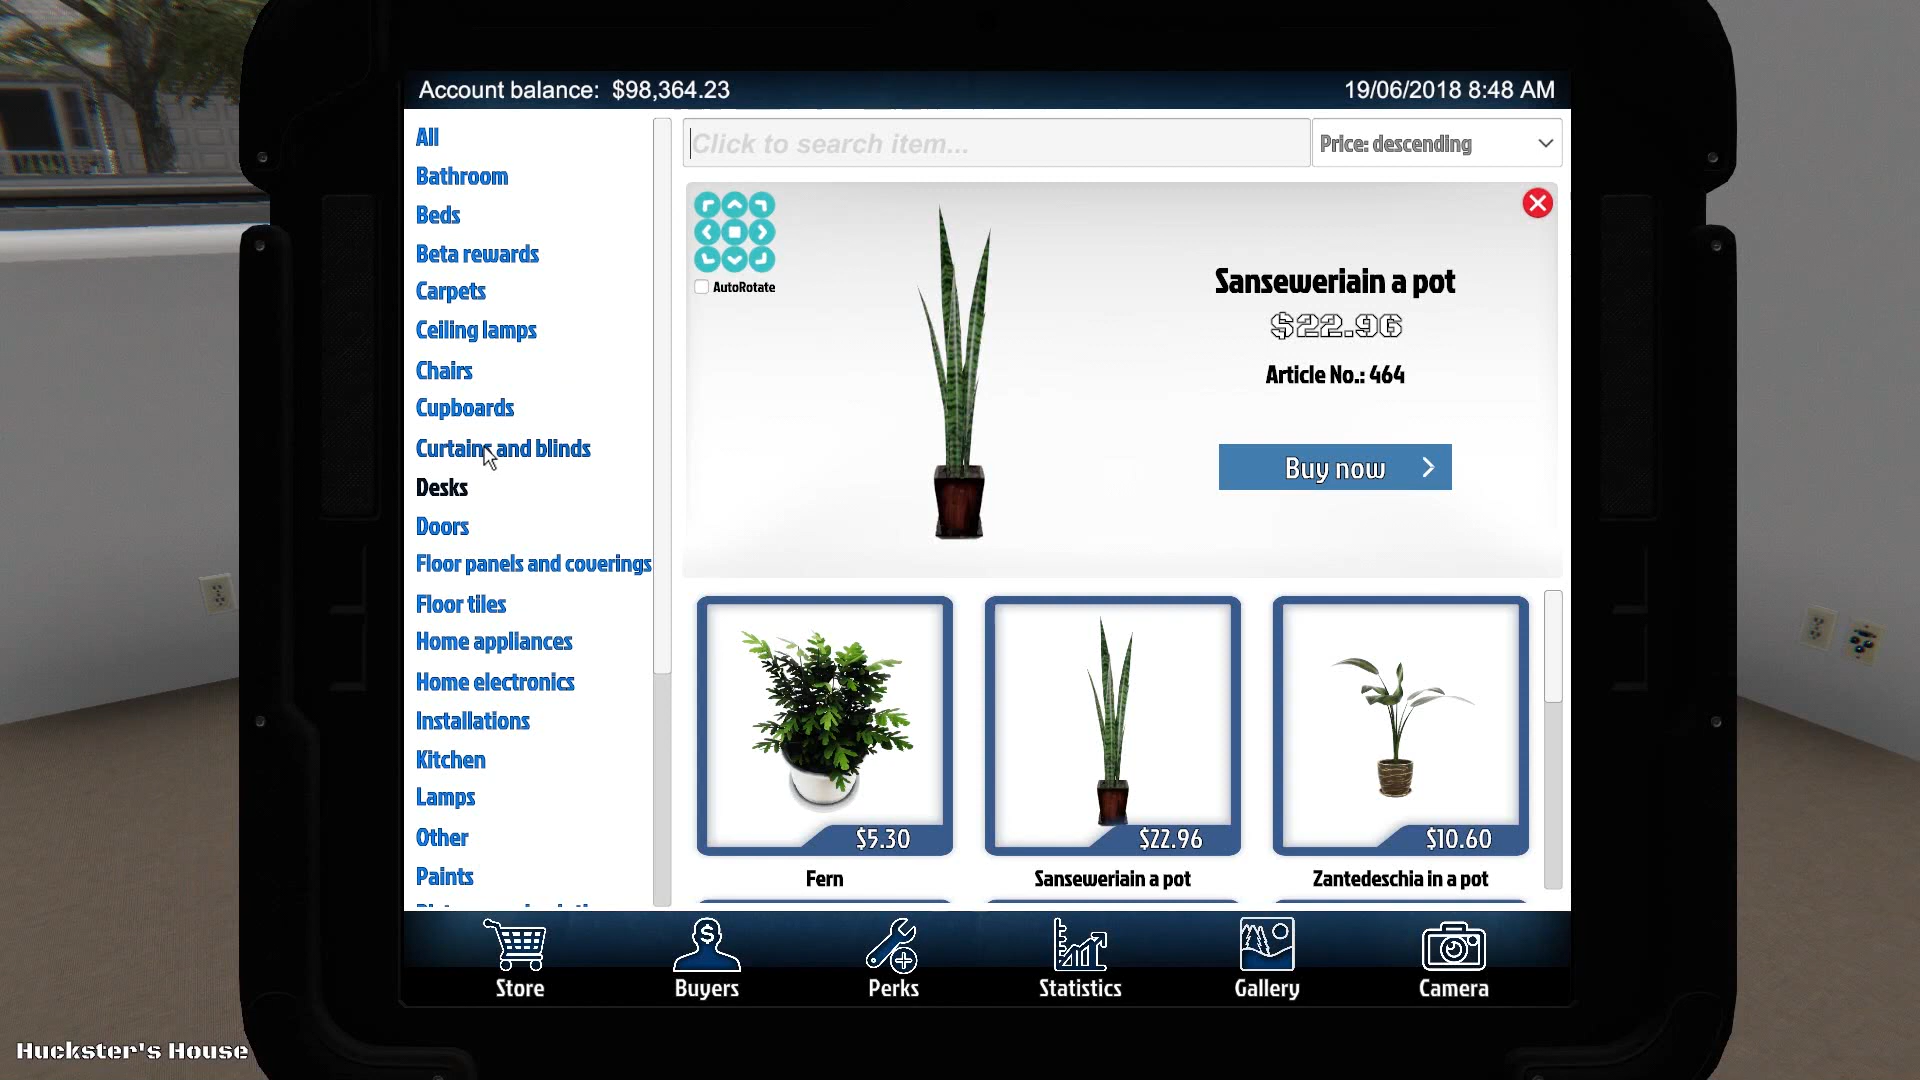 Account balance: $98,364.23
19/06/2018 8:48 AM
All
Bathroom
Beds
Beta rewards
Carpets
Ceiling lamps
Chairs
Cupboards
Curtains and blinds
Desks
Doors
Floor panels and coverings
Floor tiles
Home appliances
Home electronics
Installations
Kitchen
Lamps
Other
Paints
Click to search item...
Price: descending
AutoRotate
Sanseweriain a pot
$22.96
Article No.: 464
Buy now
$5.30
$22.96
$10.60
Fern
Sanseweriain a pot
Zantedeschia in a pot
Store
Buyers
Perks
Statistics
Gallery
Camera
Huckster's House